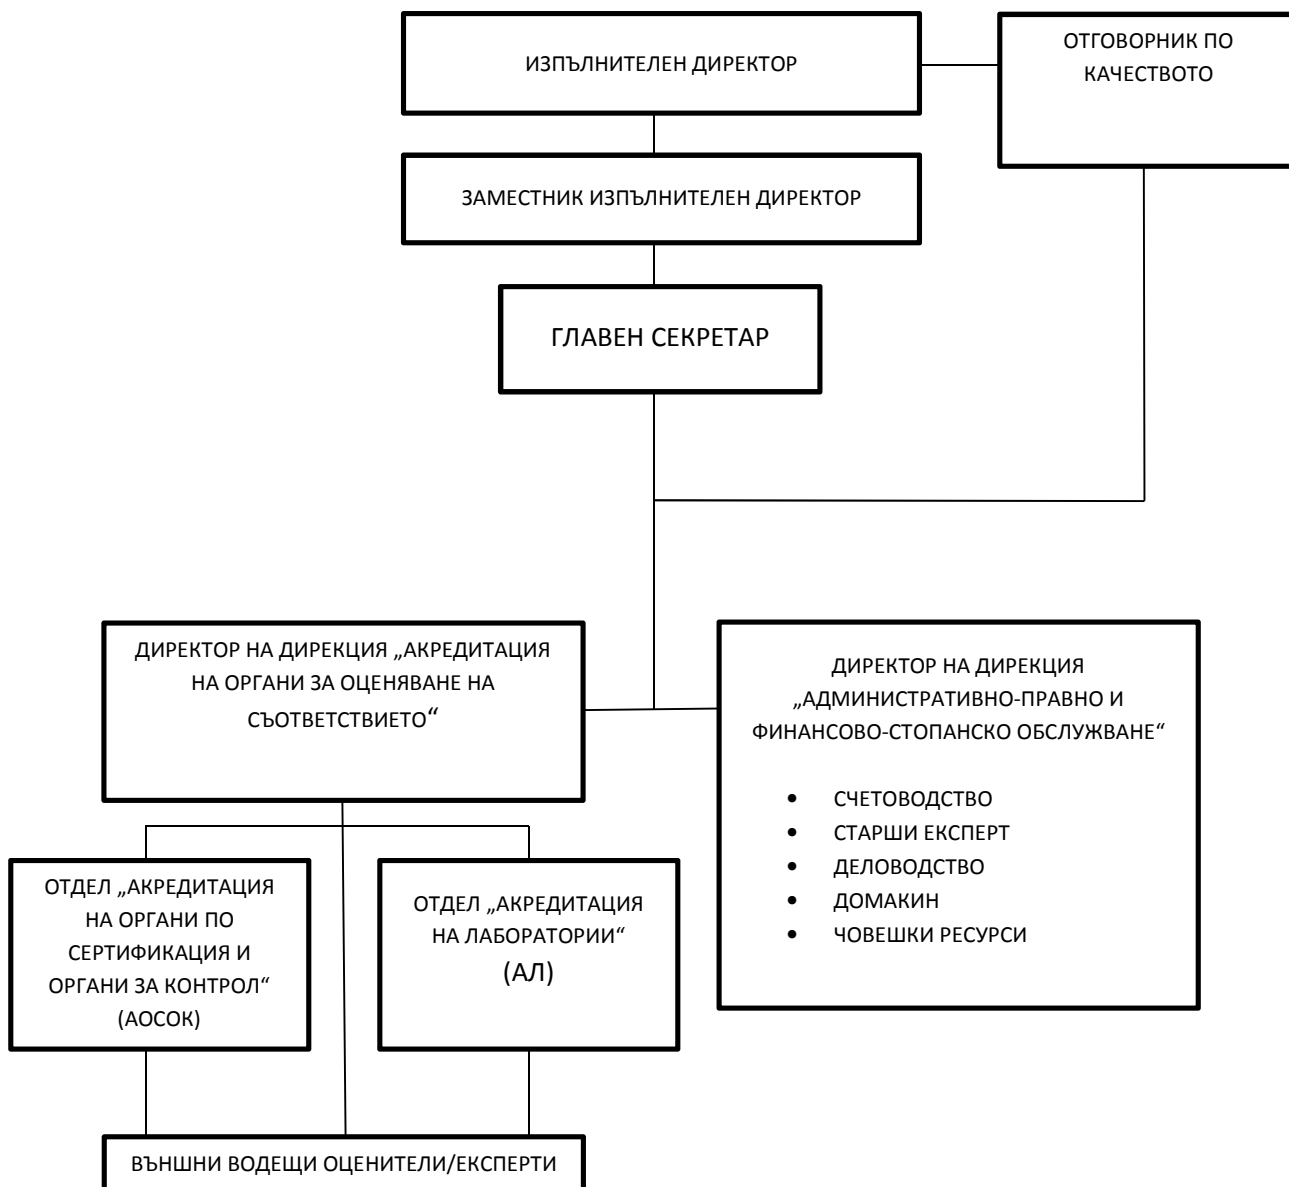 ИЗПЪЛНИТЕЛЕН ДИРЕКТОР
ОТГОВОРНИК ПО
КАЧЕСТВОТО
ЗАМЕСТНИК ИЗПЪЛНИТЕЛЕН ДИРЕКТОР
ГЛАВЕН СЕКРЕТАР
ДИРЕКТОР НА ДИРЕКЦИЯ „АКРЕДИТАЦИЯ
НА ОРГАНИ ЗА ОЦЕНЯВАНЕ НА
СЪОТВЕТСТВИЕТО“
ДИРЕКТОР НА ДИРЕКЦИЯ
„АДМИНИСТРАТИВНО-ПРАВНО И
ФИНАНСОВО-СТОПАНСКО ОБСЛУЖВАНЕ“
• СЧЕТОВОДСТВО
• СТАРШИ ЕКСПЕРТ
• ДЕЛОВОДСТВО
• ДОМАКИН
• ЧОВЕШКИ РЕСУРСИ
ОТДЕЛ „АКРЕДИТАЦИЯ
НА ОРГАНИ ПО
СЕРТИФИКАЦИЯ И
ОРГАНИ ЗА КОНТРОЛ“
(АОСОК)
ОТДЕЛ „АКРЕДИТАЦИЯ
НА ЛАБОРАТОРИИ“
(АЛ)
ВЪНШНИ ВОДЕЩИ ОЦЕНИТЕЛИ/ЕКСПЕРТИ